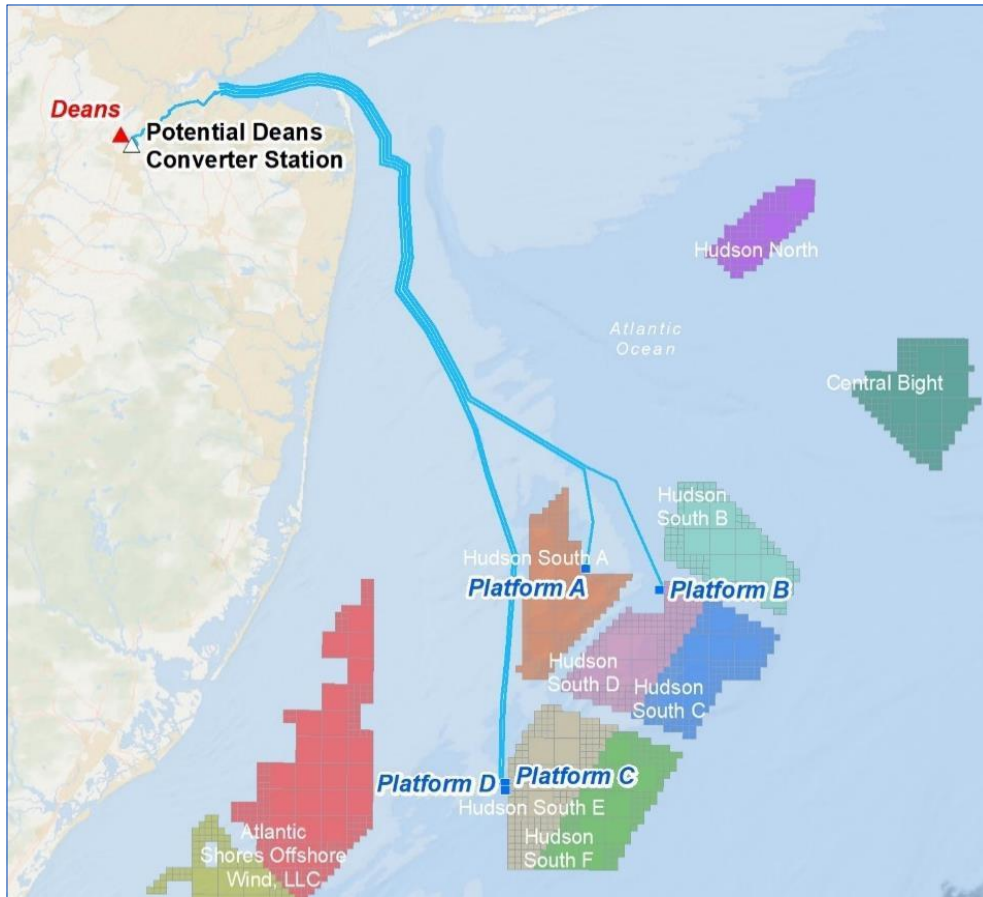 Deans
Potential Deans
Converter Station
Hudson North
Atlantic
Ocean
Central Bight
Hudson
South B
Hudson South A
Platform A
Platform B
Hudson
South D
Hudson
South C
Platform D
Platform C
Hudson South E
Hudson
South F
Atlantic
Shores Offshore
Wind, LLC